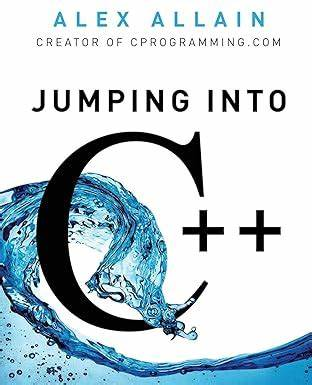 ALEX ALLAIN
CREATOR OF CPROGRAMMING.COM
JUMPING INTO
C++